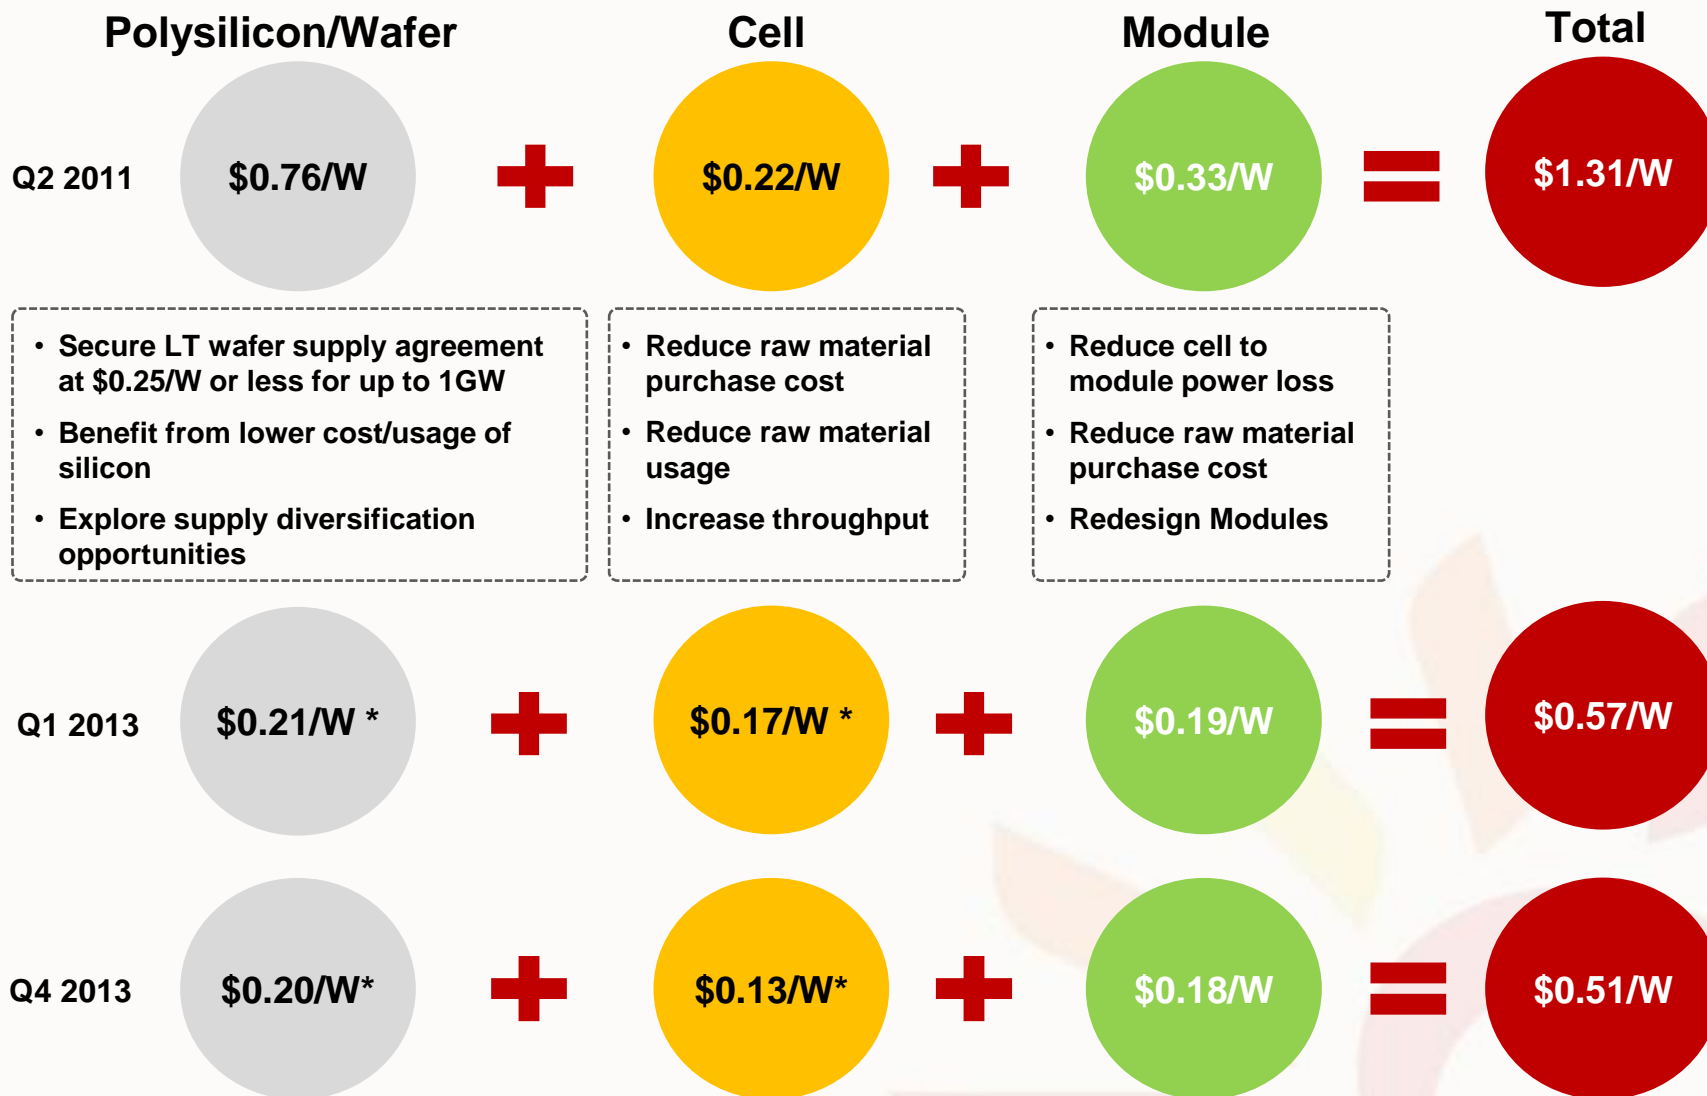 Polysilicon/Wafer Cell Module Total
Q2 2011 $0.76/W $0.22/W $0.33/W $1.31/W
• Secure LT wafer supply agreement
at $0.25/W or less for up to 1GW
• Benefit from lower cost/usage of
silicon
• Explore supply diversification
opportunities
• Reduce raw material
purchase cost
• Reduce raw material
usage
• Increase throughput
• Reduce cell to
module power loss
• Reduce raw material
purchase cost
• Redesign Modules
Q1 2013 $0.21/W * $0.17/W * $0.19/W $0.57/W
Q4 2013 $0.20/W* $0.13/W* $0.18/W $0.51/W